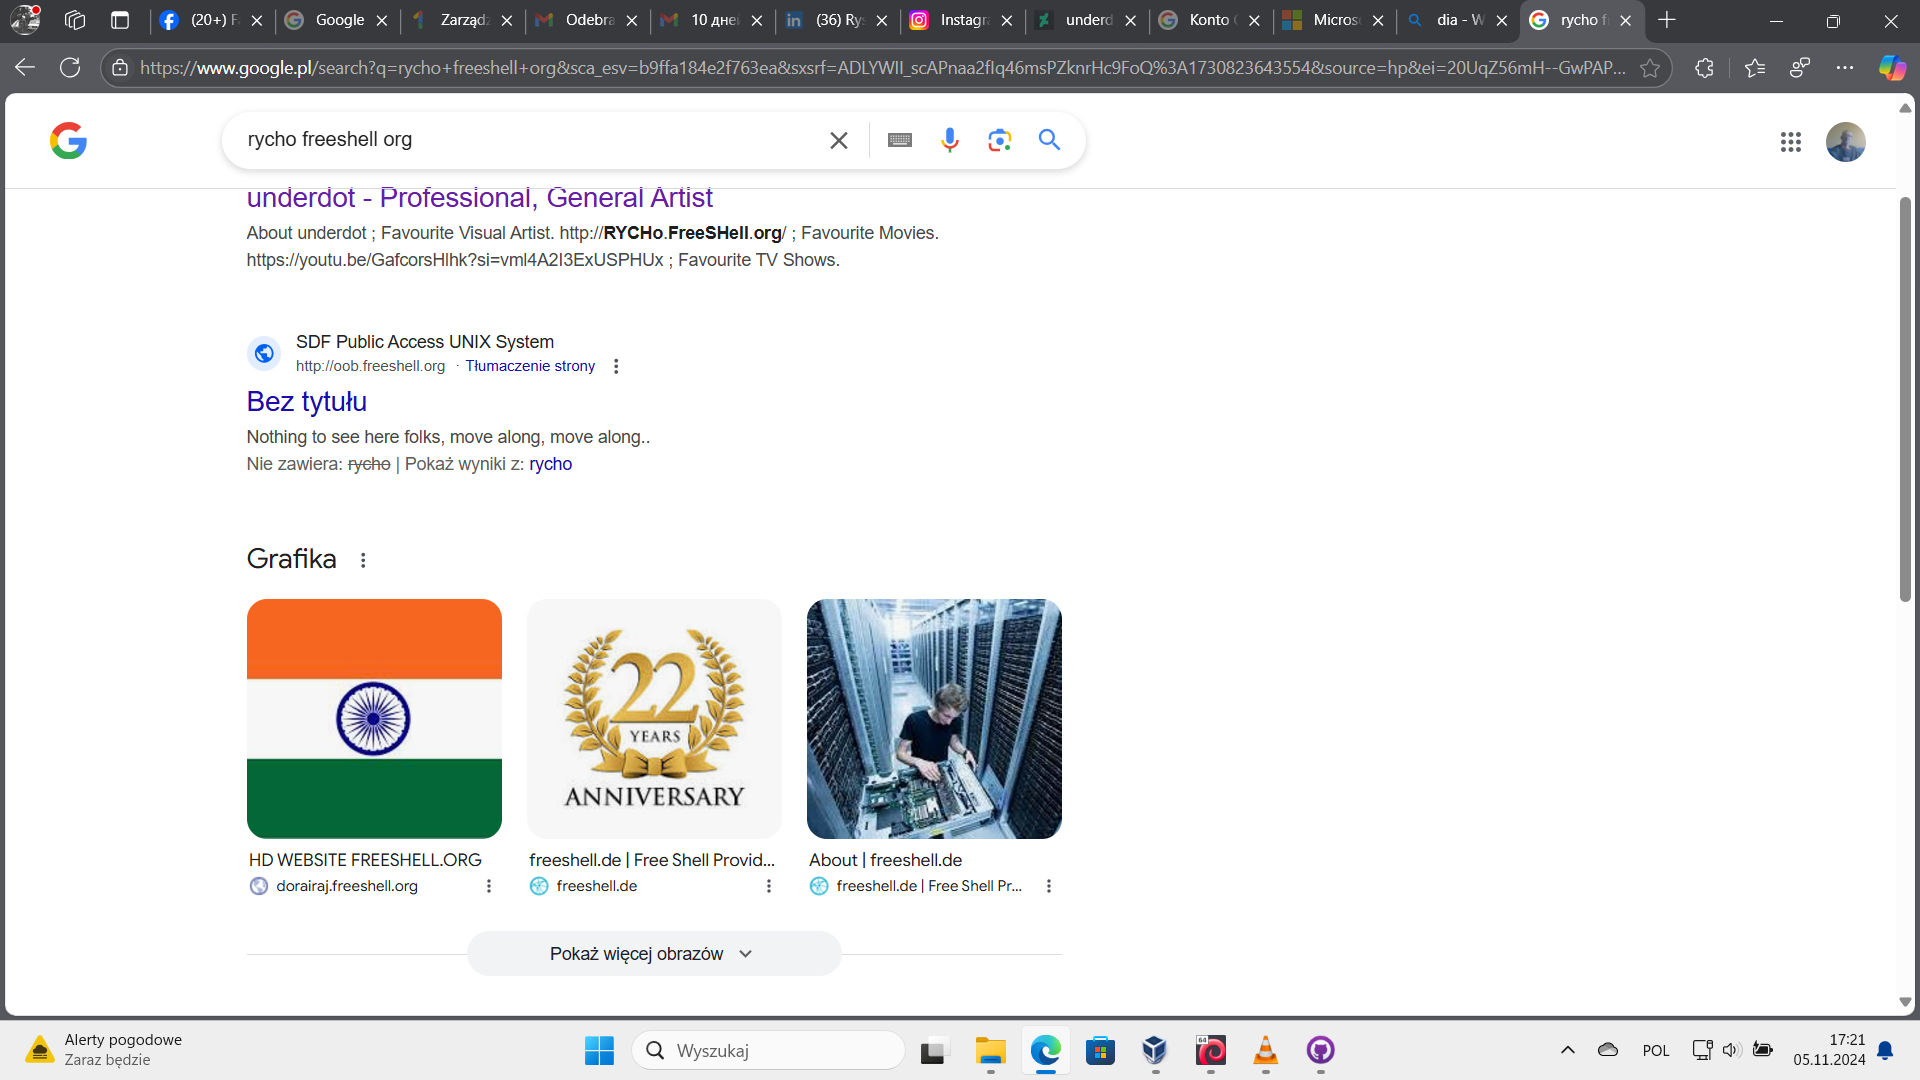 (20+) F
Google
Zarządz
Odebra
10 дней
(36) Rys
Instagra
underd
Konto
Micros
dia - W
rycho f
https://www.google.pl/search?q=rycho+freeshell+org&sca_esv=b9ffa184e2f763ea&sxsrf=ADLYWII_scAPnaa2fIq46msPZknrHc9FoQ%3A1730823643554&source=hp&ei=20UqZ56mH--GwPAP...
rycho freeshell org
underdot - Professional, General Artist
About underdot ; Favourite Visual Artist. http://RYCHo.FreeSHell.org/ ; Favourite Movies.
https://youtu.be/GafcorsHlhk?si=vml4A2I3ExUSPHUx ; Favourite TV Shows.
SDF Public Access UNIX System
http://oob.freeshell.org · Tłumaczenie strony
Bez tytułu
Nothing to see here folks, move along, move along..
Nie zawiera: rycho | Pokaż wyniki z: rycho
Grafika
22
YEARS
ANNIVERSARY
HD WEBSITE FREESHELL.ORG
dorairaj.freeshell.org
freeshell.de | Free Shell Provid...
freeshell.de
About | freeshell.de
freeshell.de | Free Shell Pr...
Pokaż więcej obrazów
Alerty pogodowe
Zaraz będzie
Wyszukaj
64
POL
17:21
05.11.2024